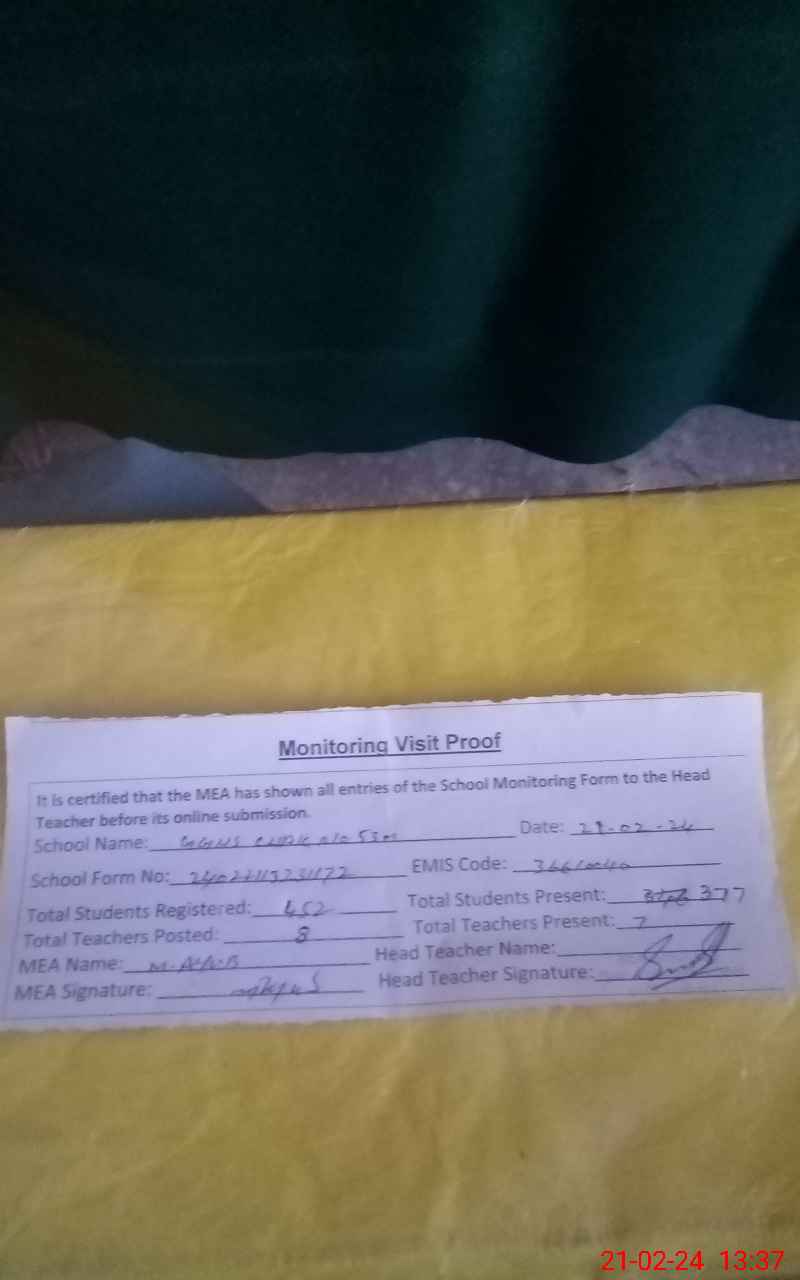 Monitoring Visit Proof
It is certified that the MEA has shown all entries of the School Monitoring Form to the Head
Teacher before its online submission.
School Name: Date: 21-02-24
School Form No: EMIS Code:
Total Students Registered: 452 Total Students Present: 377
Total Teachers Posted: 8 Total Teachers Present: 7
MEA Name: Head Teacher Name:
MEA Signature: Head Teacher Signature:
21-02-24 13:37